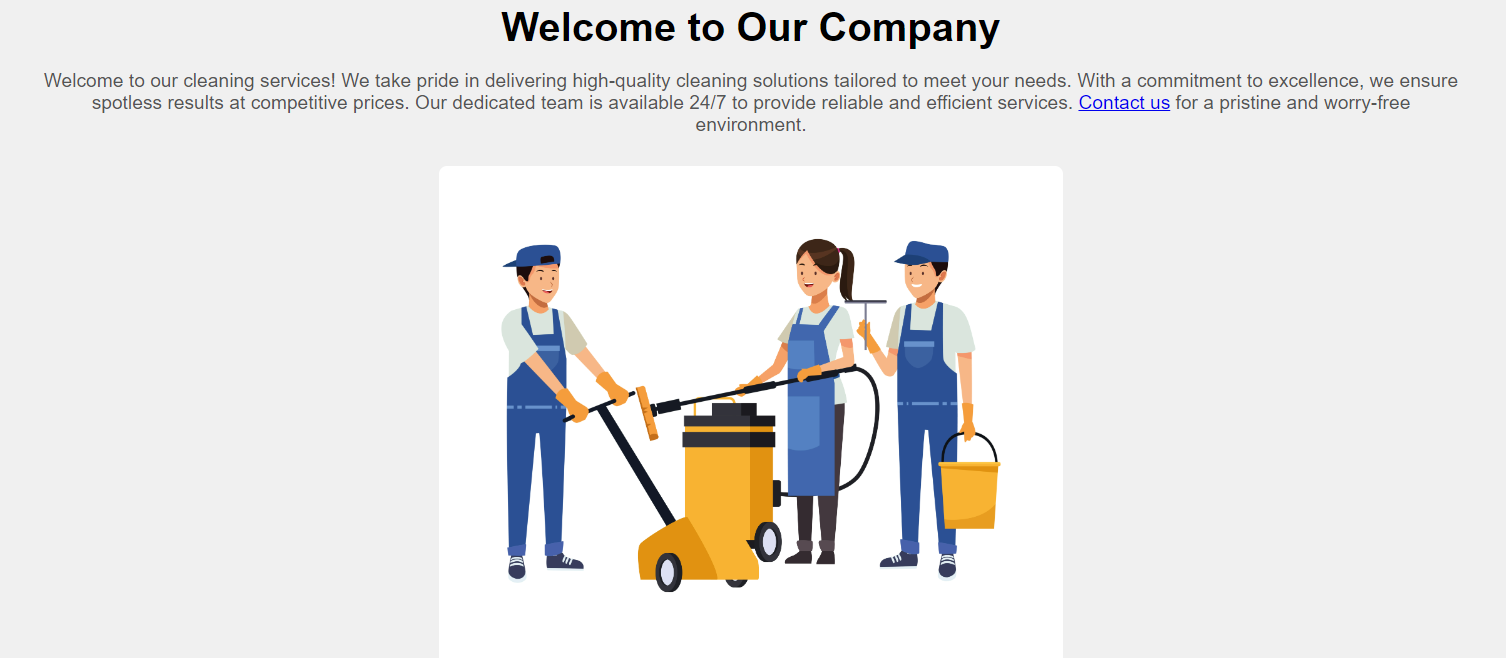 Welcome to Our Company
Welcome to our cleaning services! We take pride in delivering high-quality cleaning solutions tailored to meet your needs. With a commitment to excellence, we ensure
spotless results at competitive prices. Our dedicated team is available 24/7 to provide reliable and efficient services. Contact us for a pristine and worry-free
environment.